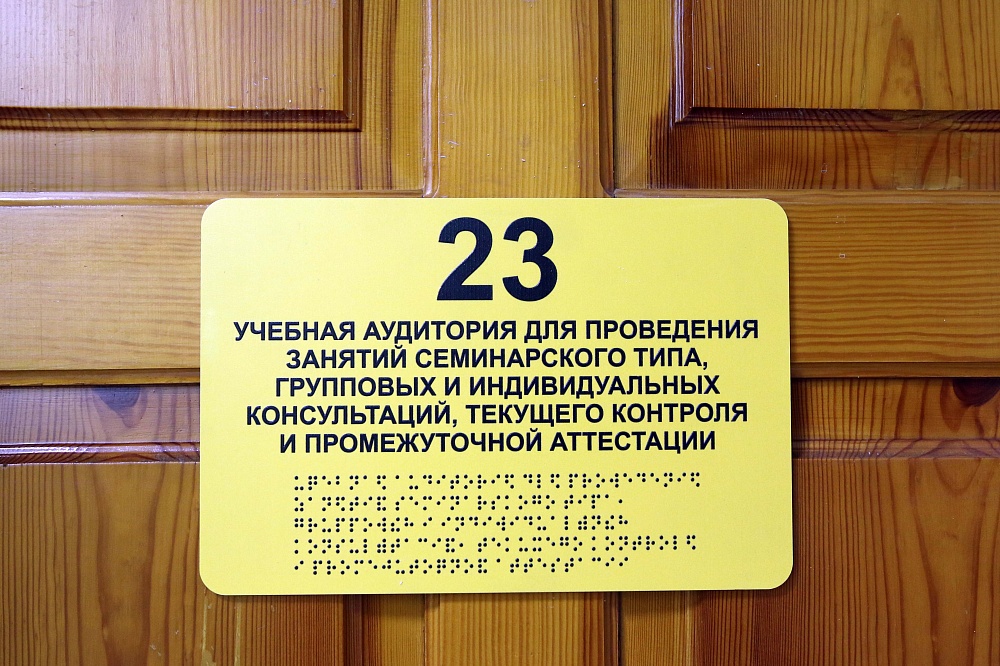 23
УЧЕБНАЯ АУДИТОРИЯ ДЛЯ ПРОВЕДЕНИЯ
ЗАНЯТИЙ СЕМИНАРСКОГО ТИПА,
ГРУППОВЫХ И ИНДИВИДУАЛЬНЫХ
КОНСУЛЬТАЦИЙ, ТЕКУЩЕГО КОНТРОЛЯ
И ПРОМЕЖУТОЧНОЙ АТТЕСТАЦИИ